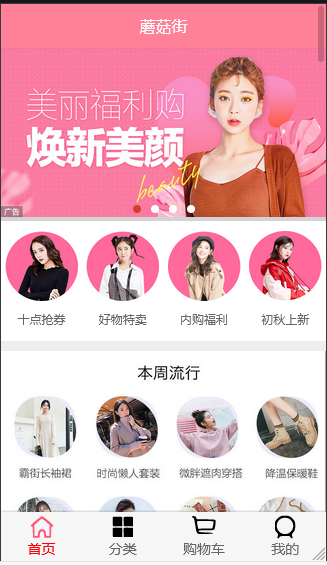 蘑菇街
美丽福利购
焕新美颜
beauty
广告
十点抢券
好物特卖
内购福利
初秋上新
本周流行
霸街长袖裙
时尚懒人套装
微胖遮肉穿搭
降温保暖鞋
首页
分类
购物车
我的